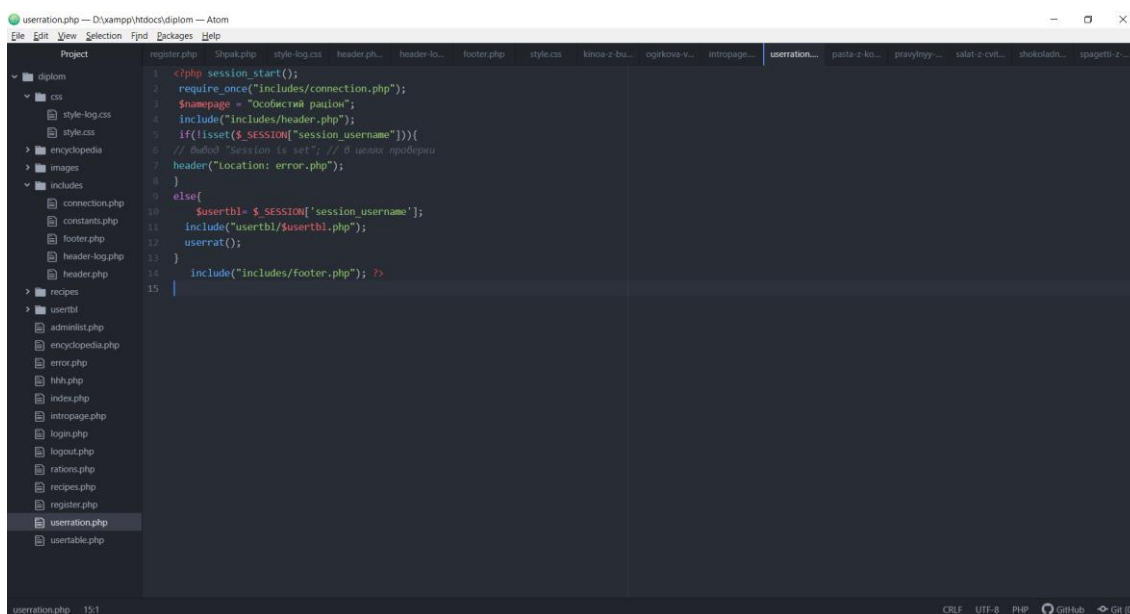 userration.php — D:\xampp\htdocs\diplom — Atom
File Edit View Selection Find Packages Help
Project
register.php Shpak.php style-log.css header.ph... header-lo... footer.php style.css kinoa-z-bu... ogirkova-v... intropage... userration.... pasta-z-ko... pravylnyy-... salat-z-cvit... shokoladn... spagetti-z-...
diplom
css
style-log.css
style.css
encyclopedia
images
includes
connection.php
constants.php
footer.php
header-log.php
header.php
recipes
usertbl
adminlist.php
encyclopedia.php
error.php
hhh.php
index.php
intropage.php
login.php
logout.php
rations.php
recipes.php
register.php
userration.php
usertable.php
1 <?php session_start();
2 require_once("includes/connection.php");
3 $namepage = "Особистий раціон";
4 include("includes/header.php");
5 if(!isset($_SESSION["session_username"])){
6 // Вывод "Session is set"; // в целях проверки
7 header("Location: error.php");
8 }
9 else{
10 $usertbl= $_SESSION['session_username'];
11 include("usertbl/$usertbl.php");
12 userrat();
13 }
14 include("includes/footer.php"); ?>
15
userration.php 15:1
CRLF UTF-8 PHP GitHub Git